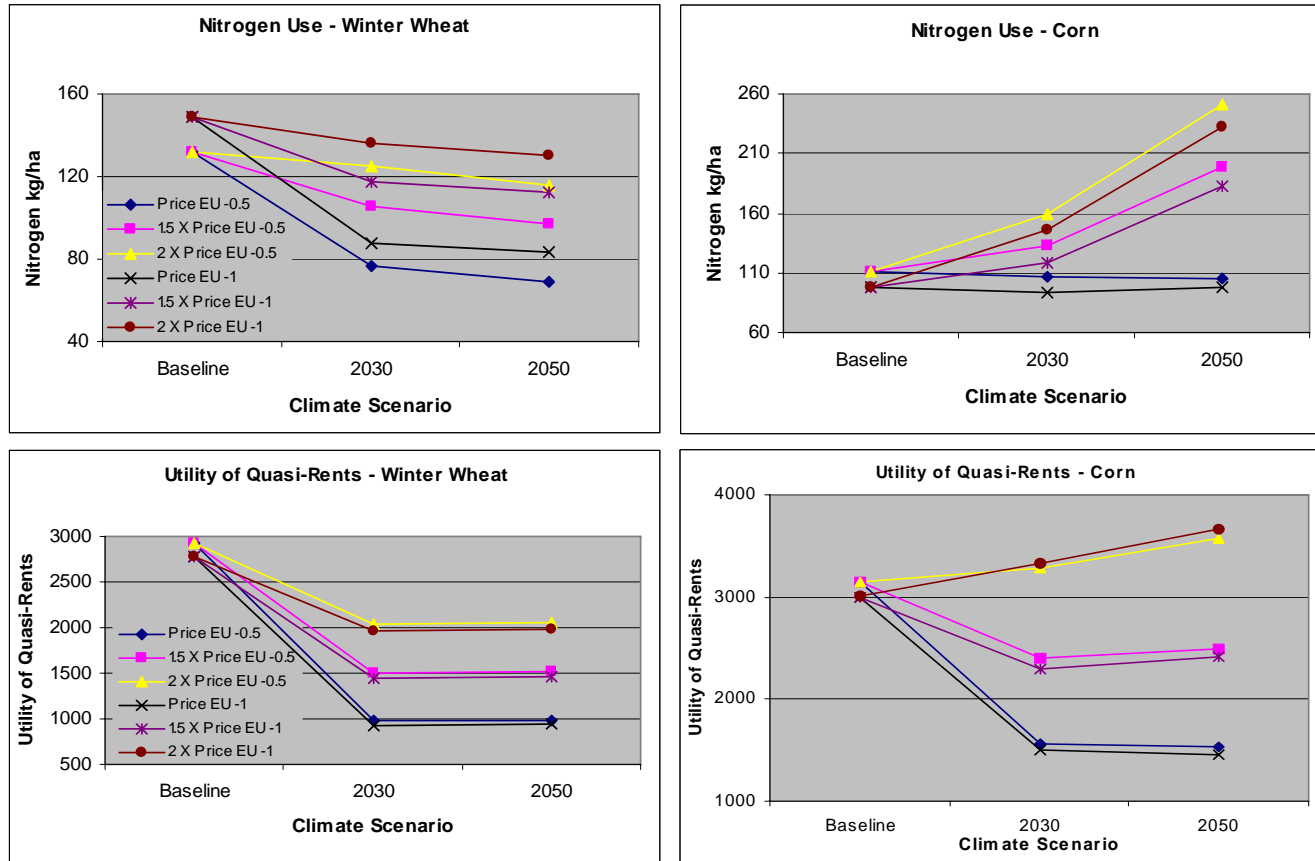 Nitrogen Use - Winter Wheat
160
120
80
40
Nitrogen kg/ha
Price EU -0.5
1.5 X Price EU -0.5
2 X Price EU -0.5
Price EU -1
1.5 X Price EU -1
2 X Price EU -1
Baseline 2030 2050
Climate Scenario
Nitrogen Use - Corn
260
210
160
110
60
Nitrogen kg/ha
Baseline 2030 2050
Climate Scenario
Utility of Quasi-Rents - Winter Wheat
3000
2500
2000
1500
1000
500
Utility of Quasi-Rents
Price EU -0.5
1.5 X Price EU -0.5
2 X Price EU -0.5
Price EU -1
1.5 X Price EU -1
2 X Price EU -1
Baseline 2030 2050
Climate Scenario
Utility of Quasi-Rents - Corn
4000
3000
2000
1000
Utility of Quasi-Rents
Baseline 2030 2050
Climate Scenario